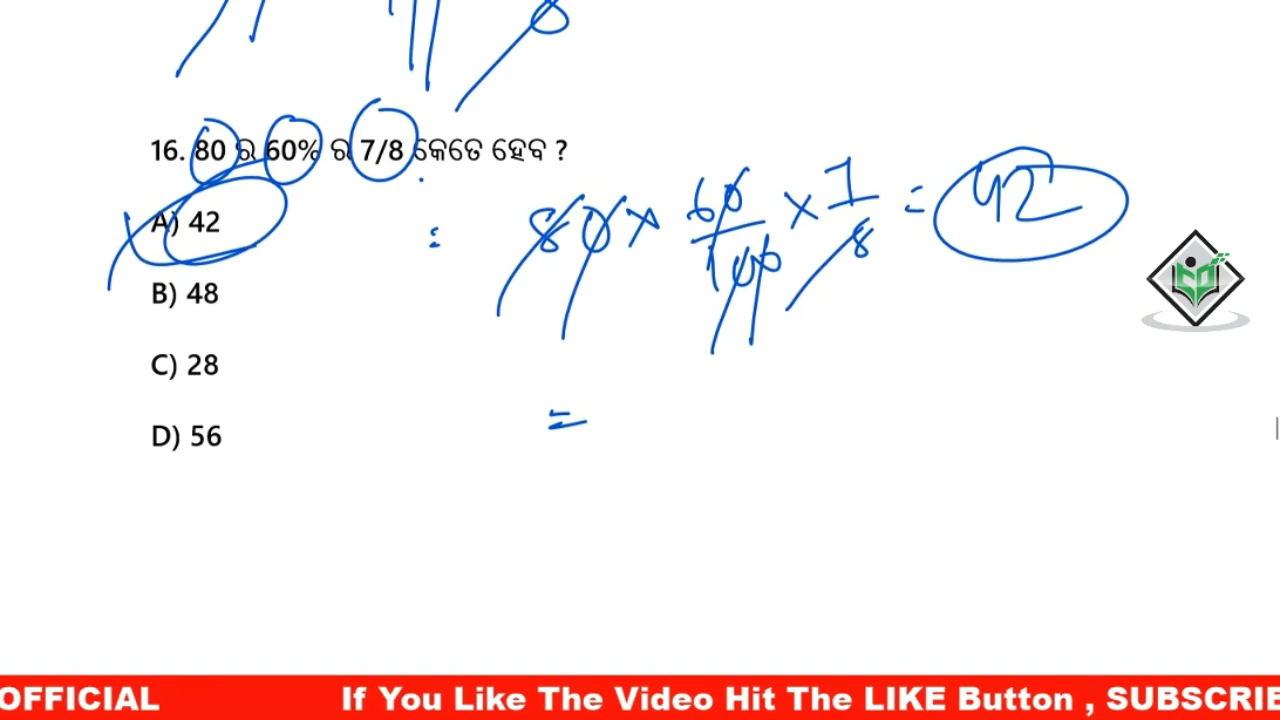 16. 80 ର 60% ର 7/8 କେତେ ହେବ ?
A) 42
= 80 × 60/100 × 7/8 = 42
B) 48
C) 28
=
D) 56
OFFICIAL If You Like The Video Hit The LIKE Button , SUBSCRIE